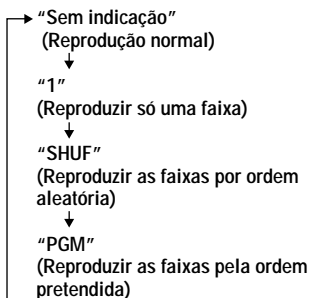 “Sem indicação”
(Reprodução normal)
“1”
(Reproduzir só uma faixa)
“SHUF”
(Reproduzir as faixas por ordem
aleatória)
“PGM”
(Reproduzir as faixas pela ordem
pretendida)